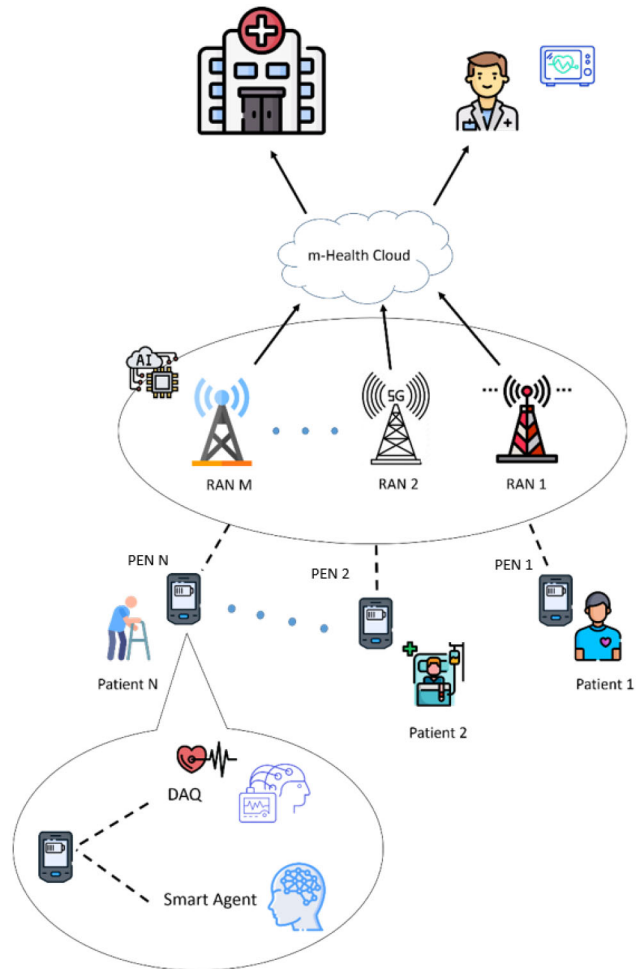 m-Health Cloud
AI
5G
RAN M
RAN 2
RAN 1
PEN N
PEN 2
PEN 1
Patient N
Patient 2
Patient 1
DAQ
Smart Agent